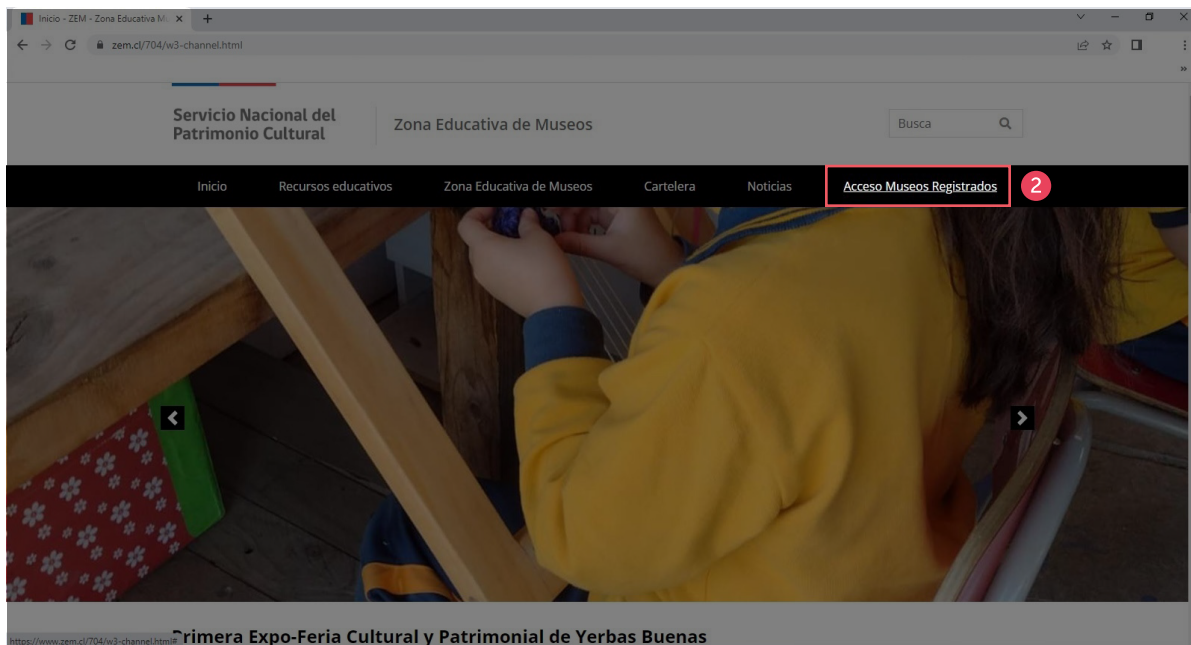 Inicio - ZEM - Zona Educativa Mu
zem.cl/704/w3-channel.html
Servicio Nacional del
Patrimonio Cultural
Zona Educativa de Museos
Busca
Inicio Recursos educativos Zona Educativa de Museos Cartelera Noticias Acceso Museos Registrados 2
Primera Expo-Feria Cultural y Patrimonial de Yerbas Buenas
https://www.zem.cl/704/w3-channel.html#